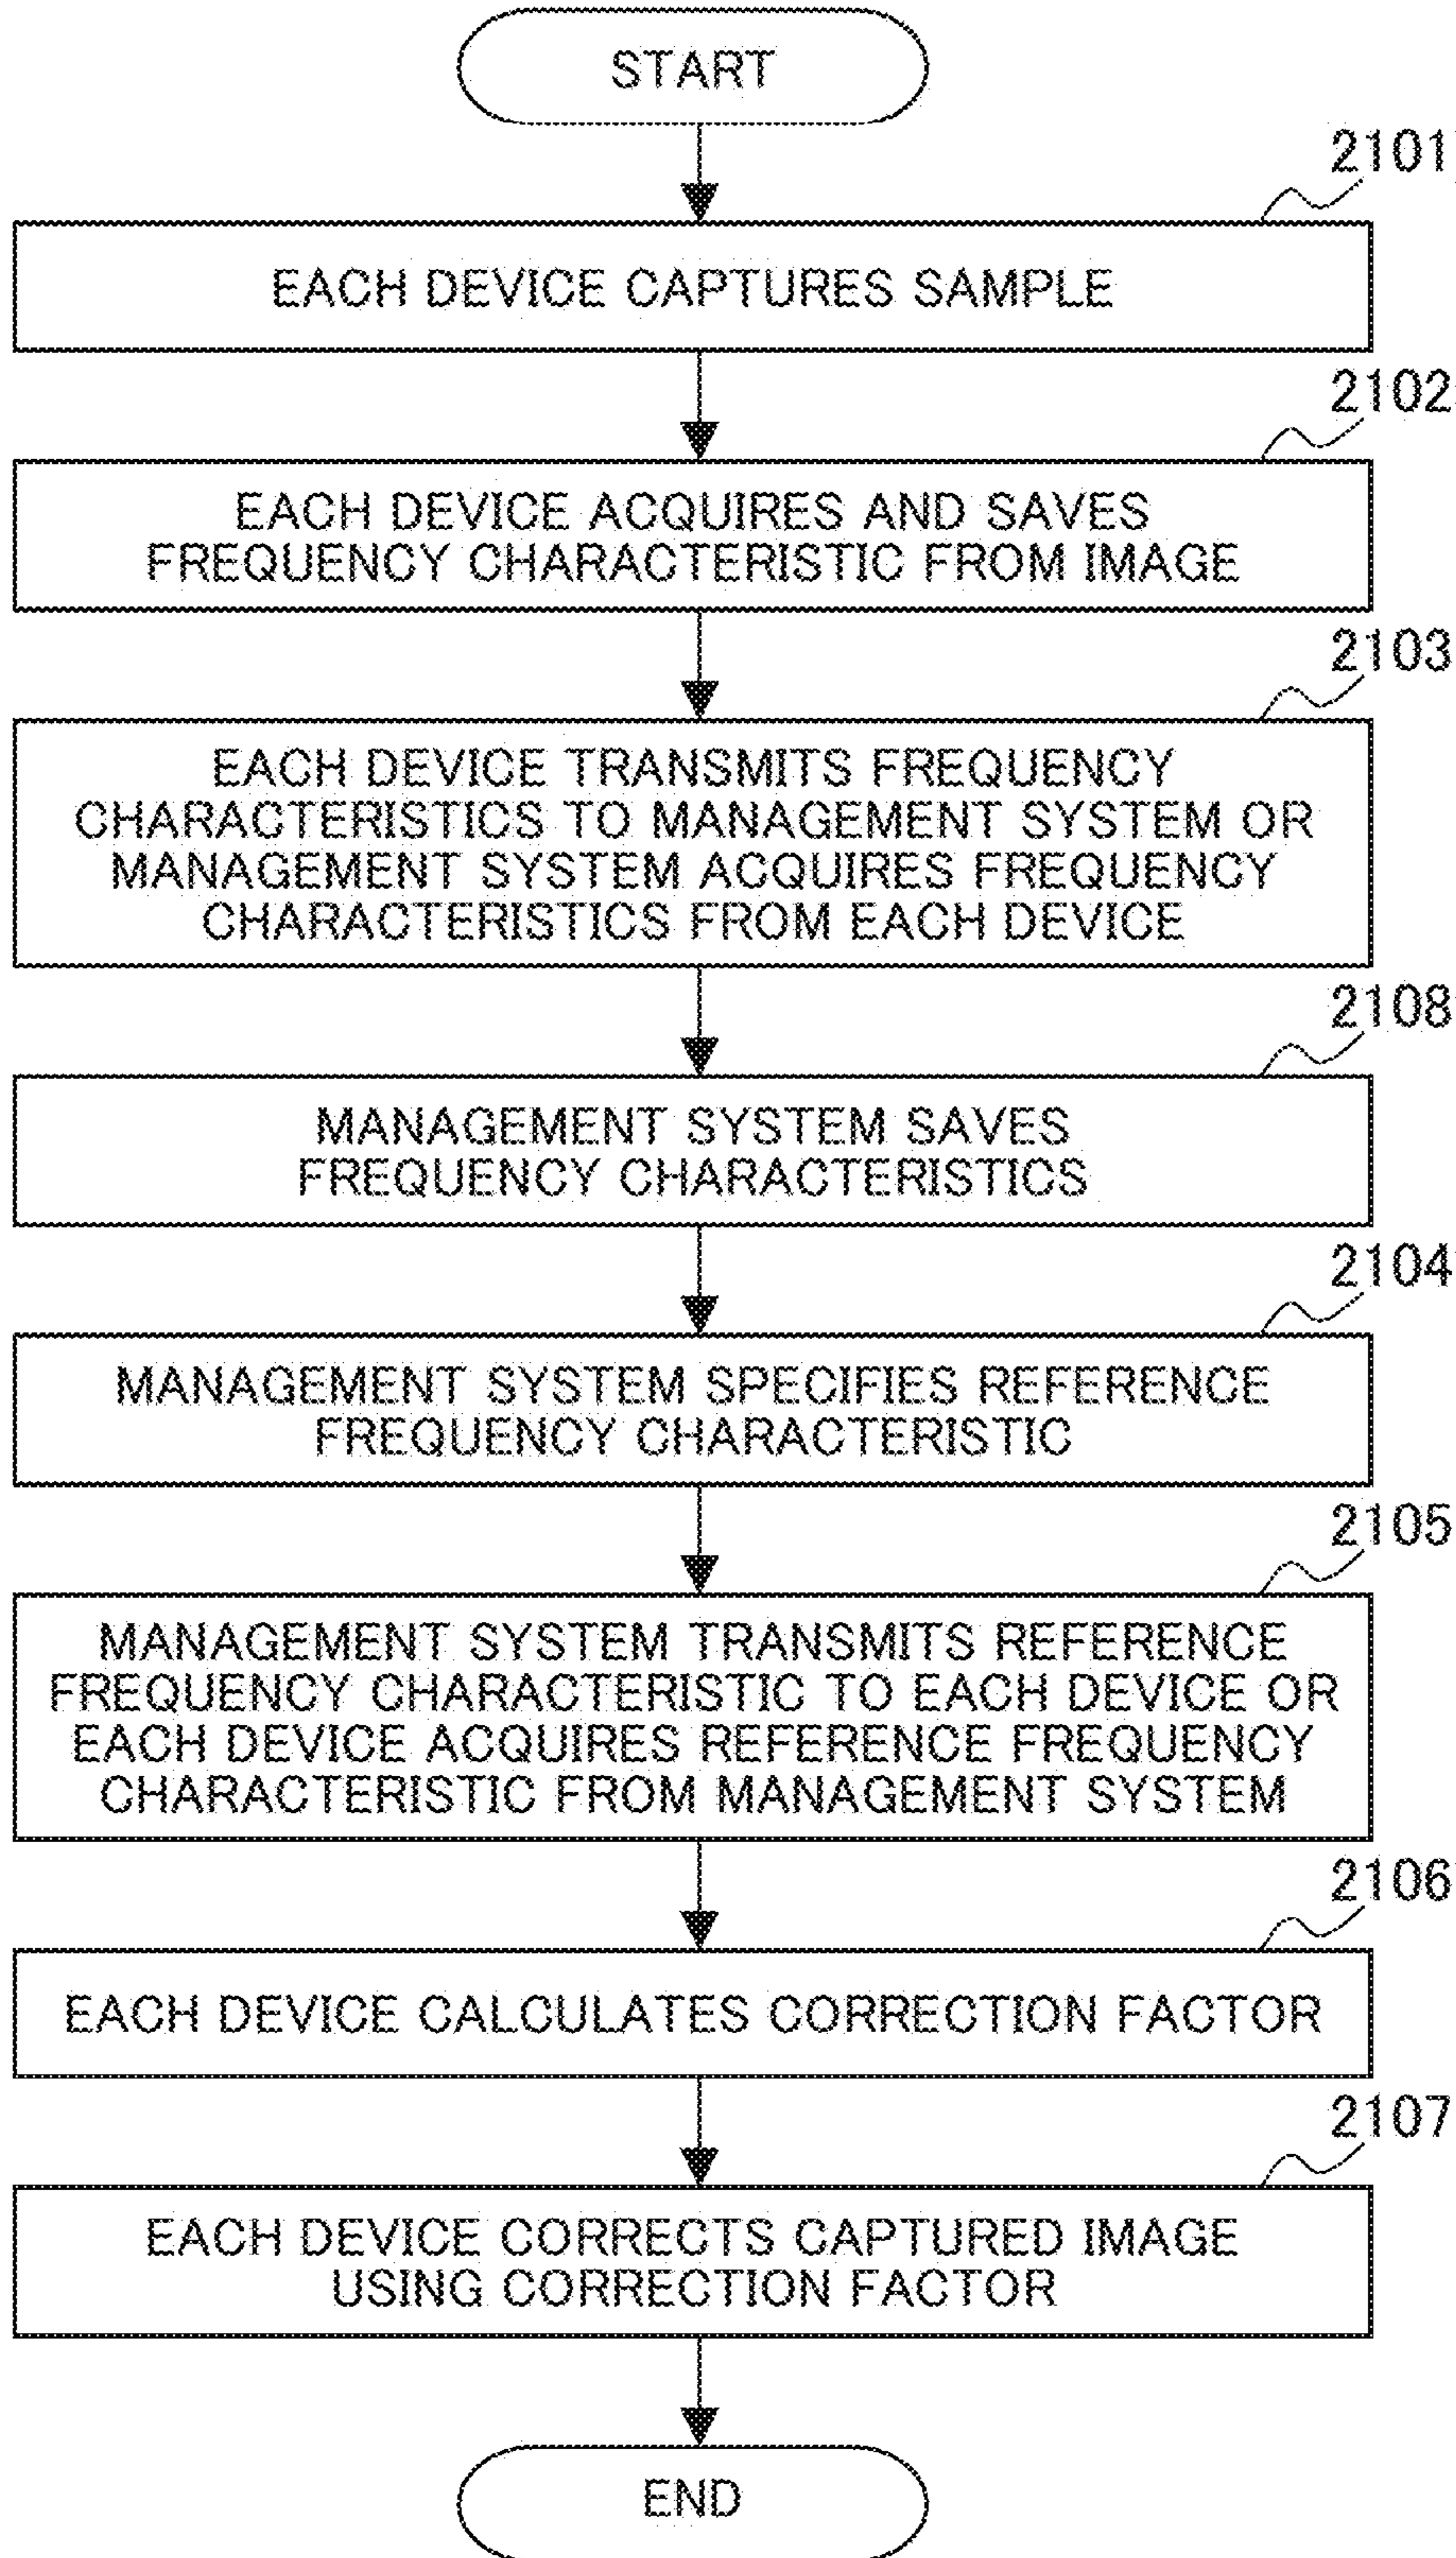 START
2101
EACH DEVICE CAPTURES SAMPLE
2102
EACH DEVICE ACQUIRES AND SAVES
FREQUENCY CHARACTERISTIC FROM IMAGE
2103
EACH DEVICE TRANSMITS FREQUENCY
CHARACTERISTICS TO MANAGEMENT SYSTEM OR
MANAGEMENT SYSTEM ACQUIRES FREQUENCY
CHARACTERISTICS FROM EACH DEVICE
2108
MANAGEMENT SYSTEM SAVES
FREQUENCY CHARACTERISTICS
2104
MANAGEMENT SYSTEM SPECIFIES REFERENCE
FREQUENCY CHARACTERISTIC
2105
MANAGEMENT SYSTEM TRANSMITS REFERENCE
FREQUENCY CHARACTERISTIC TO EACH DEVICE OR
EACH DEVICE ACQUIRES REFERENCE FREQUENCY
CHARACTERISTIC FROM MANAGEMENT SYSTEM
2106
EACH DEVICE CALCULATES CORRECTION FACTOR
2107
EACH DEVICE CORRECTS CAPTURED IMAGE
USING CORRECTION FACTOR
END